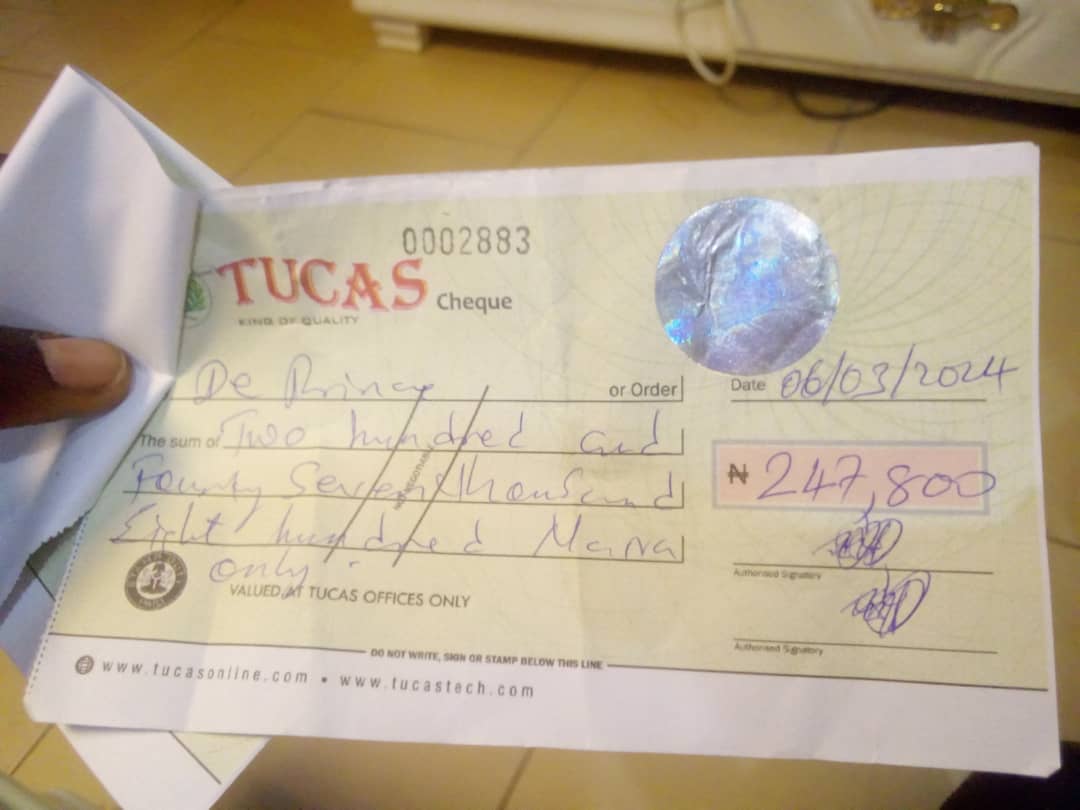 0002883
TUCAS Cheque
KING OF QUALITY
De Prince or Order
Date 06/03/2024
The sum of Two hundred and
Fourty Seven thousand
₦ 247,800
Eight hundred Naira
only.
Authorised Signatory
VALUED AT TUCAS OFFICES ONLY
Authorised Signatory
DO NOT WRITE, SIGN OR STAMP BELOW THIS LINE
www.tucasonline.com • www.tucastech.com